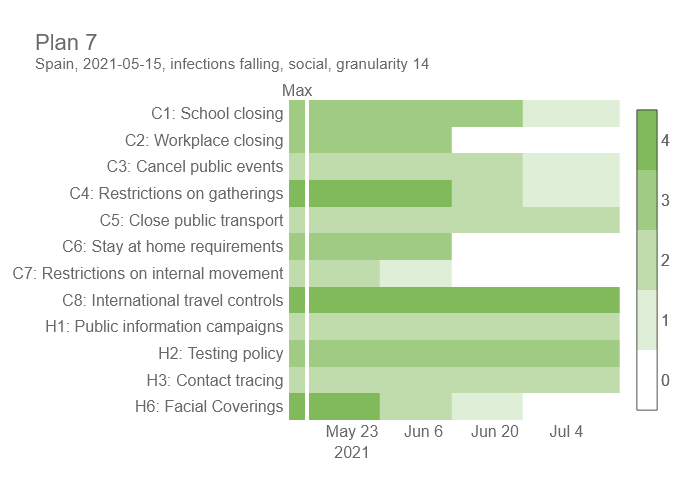 Plan 7
Spain, 2021-05-15, infections falling, social, granularity 14
Max
C1: School closing
C2: Workplace closing
C3: Cancel public events
C4: Restrictions on gatherings
C5: Close public transport
C6: Stay at home requirements
C7: Restrictions on internal movement
C8: International travel controls
H1: Public information campaigns
H2: Testing policy
H3: Contact tracing
H6: Facial Coverings
May 23
2021
Jun 6
Jun 20
Jul 4
4
3
2
1
0